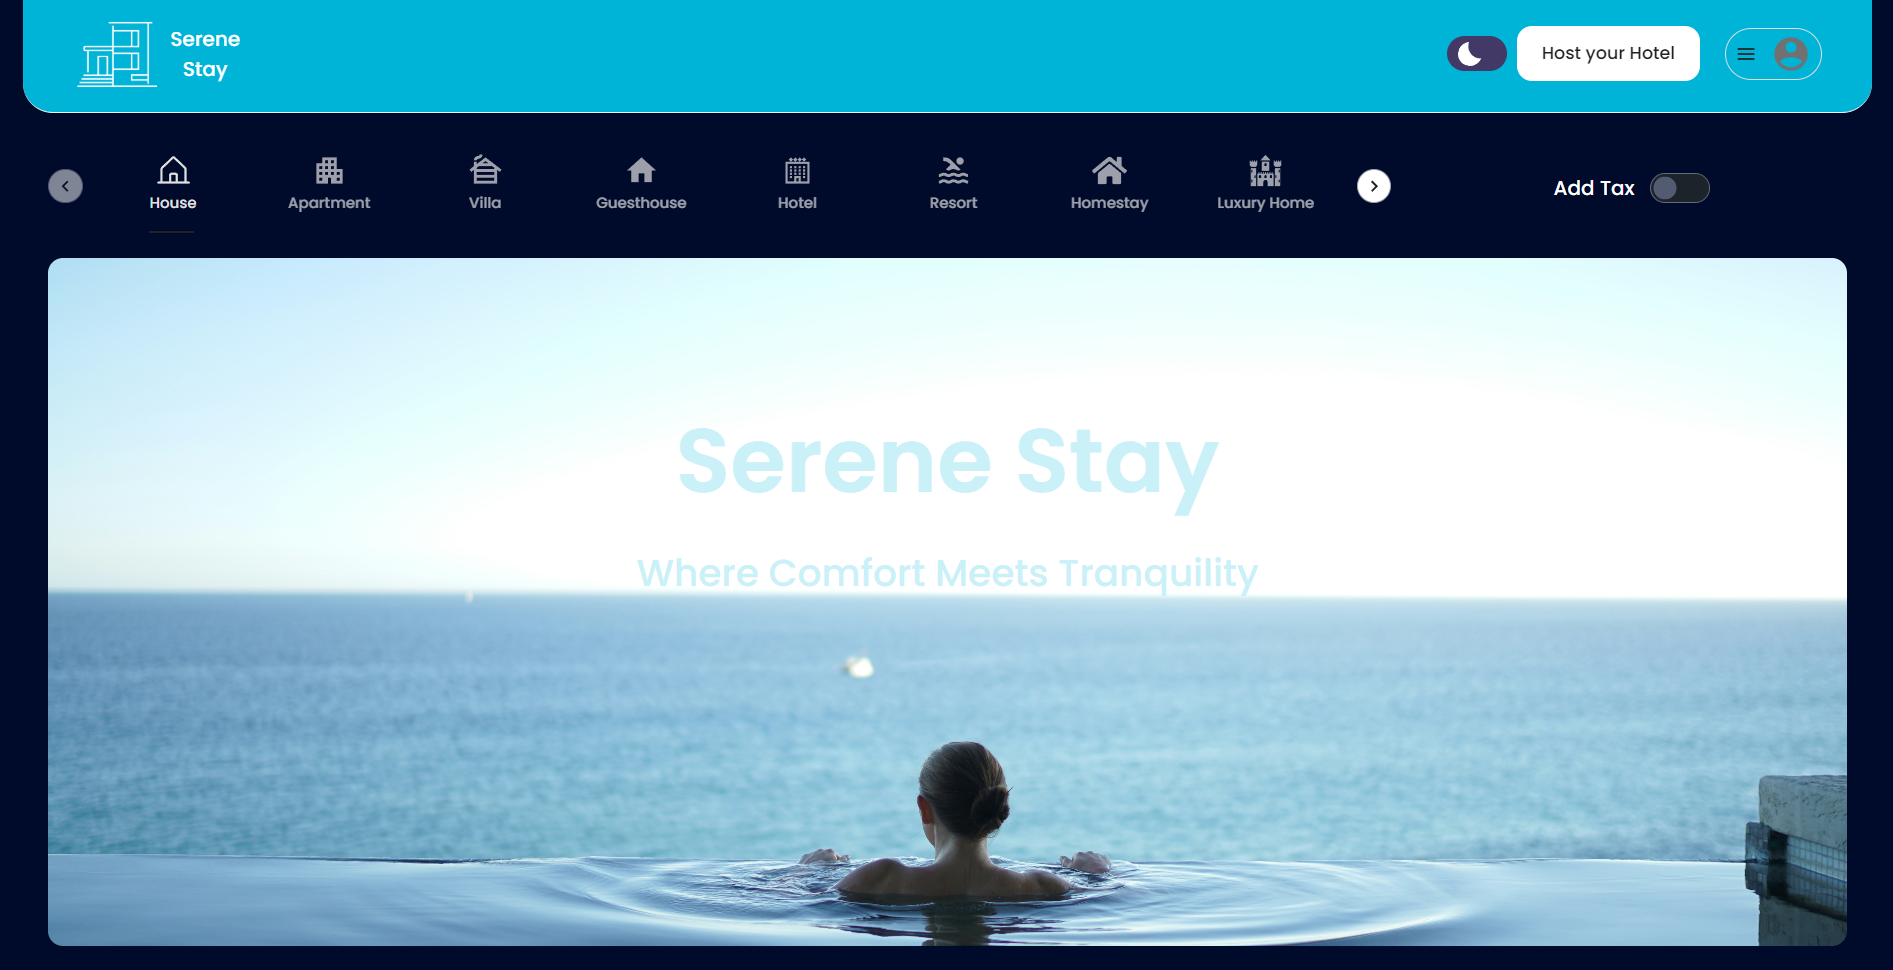 Serene
Stay
Host your Hotel
House
Apartment
Villa
Guesthouse
Hotel
Resort
Homestay
Luxury Home
Add Tax
Serene Stay
Where Comfort Meets Tranquility